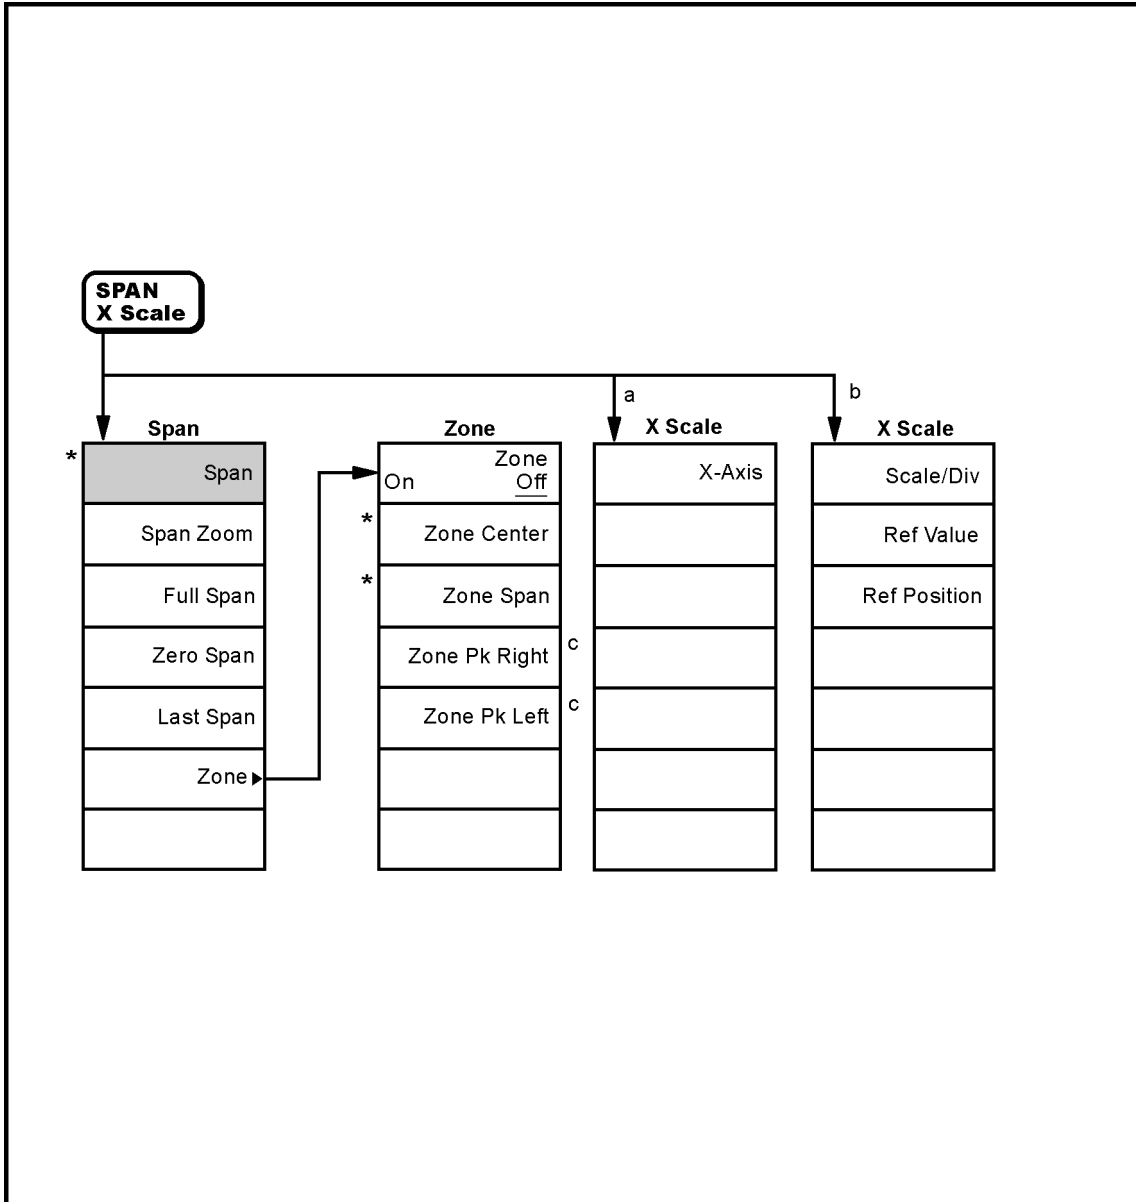 SPAN
X Scale
a
b
Span
*
Span
Span Zoom
Full Span
Zero Span
Last Span
Zone
Zone
Zone
On Off
*
Zone Center
*
Zone Span
Zone Pk Right
c
Zone Pk Left
c
X Scale
X-Axis
X Scale
Scale/Div
Ref Value
Ref Position